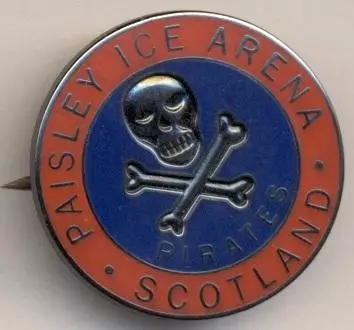 PAISLEY ICE ARENA
PIRATES
• SCOTLAND •